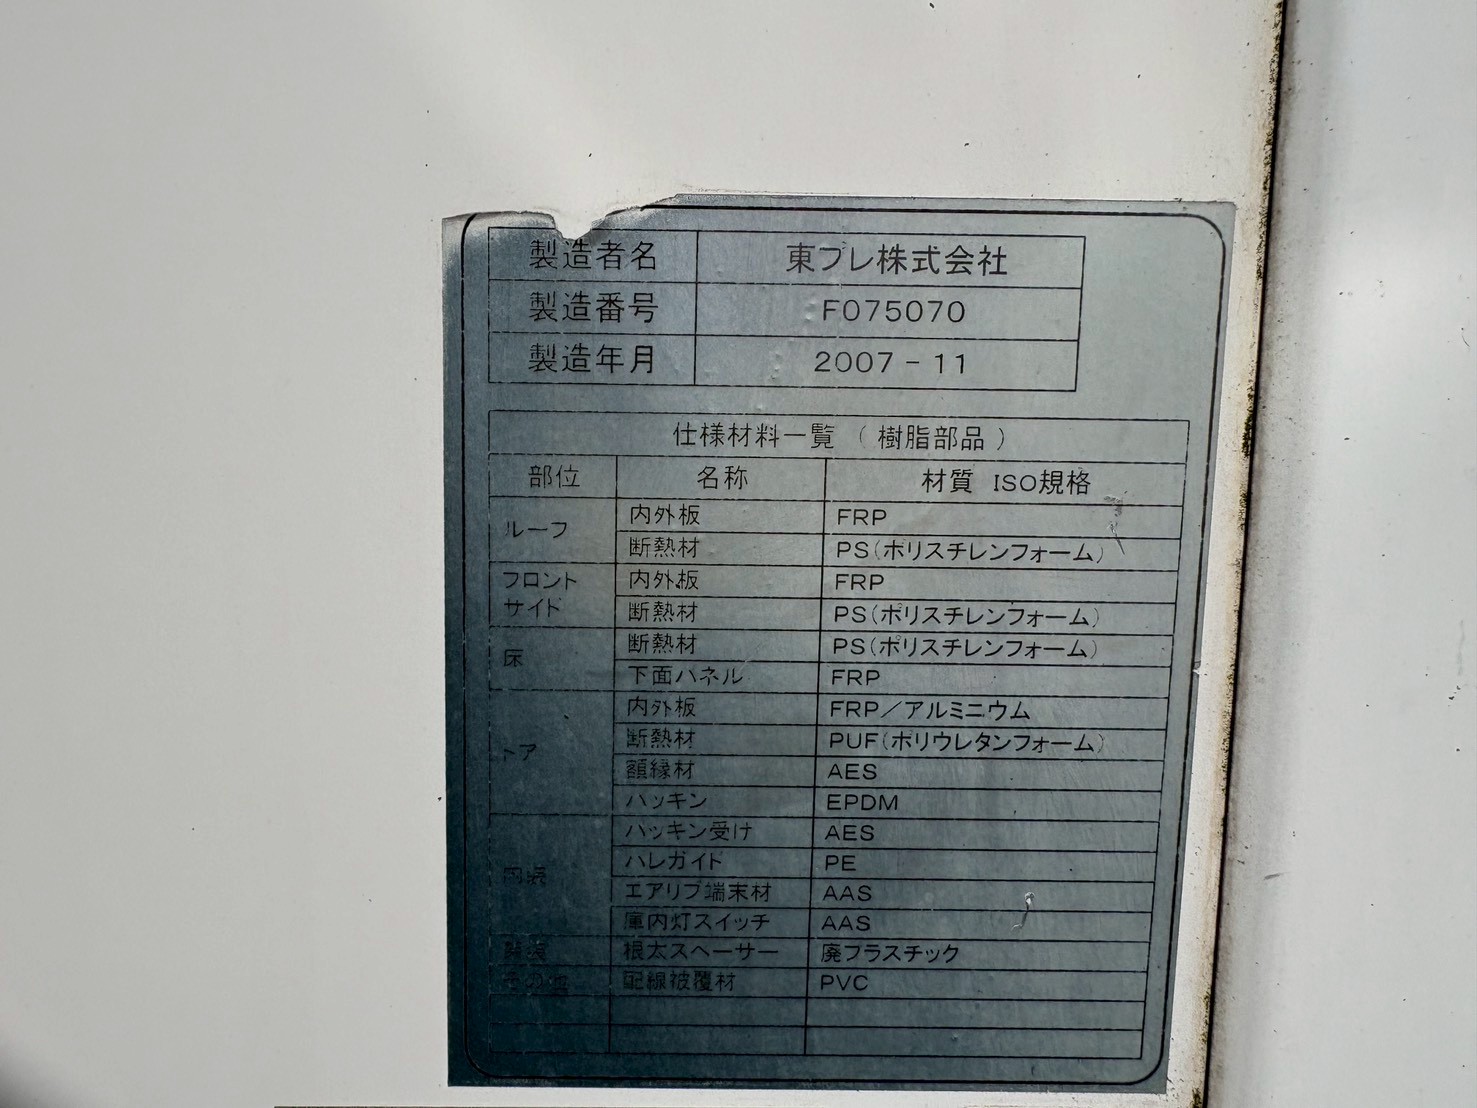 製造者名 東プレ株式会社
製造番号 F075070
製造年月 2007-11
仕様材料一覧（樹脂部品）
部位 名称 材質 ISO規格
ルーフ 内外板 FRP
断熱材 PS(ポリスチレンフォーム)
フロント 内外板 FRP
サイド 断熱材 PS(ポリスチレンフォーム)
床 断熱材 PS(ポリスチレンフォーム)
下面パネル FRP
内外板 FRP／アルミニウム
ドア 断熱材 PUF(ポリウレタンフォーム)
額縁材 AES
パッキン EPDM
パッキン受け AES
内装 パレガイド PE
エアリブ端末材 AAS
庫内灯スイッチ AAS
根太スペーサー 廃プラスチック
その他 配線被覆材 PVC